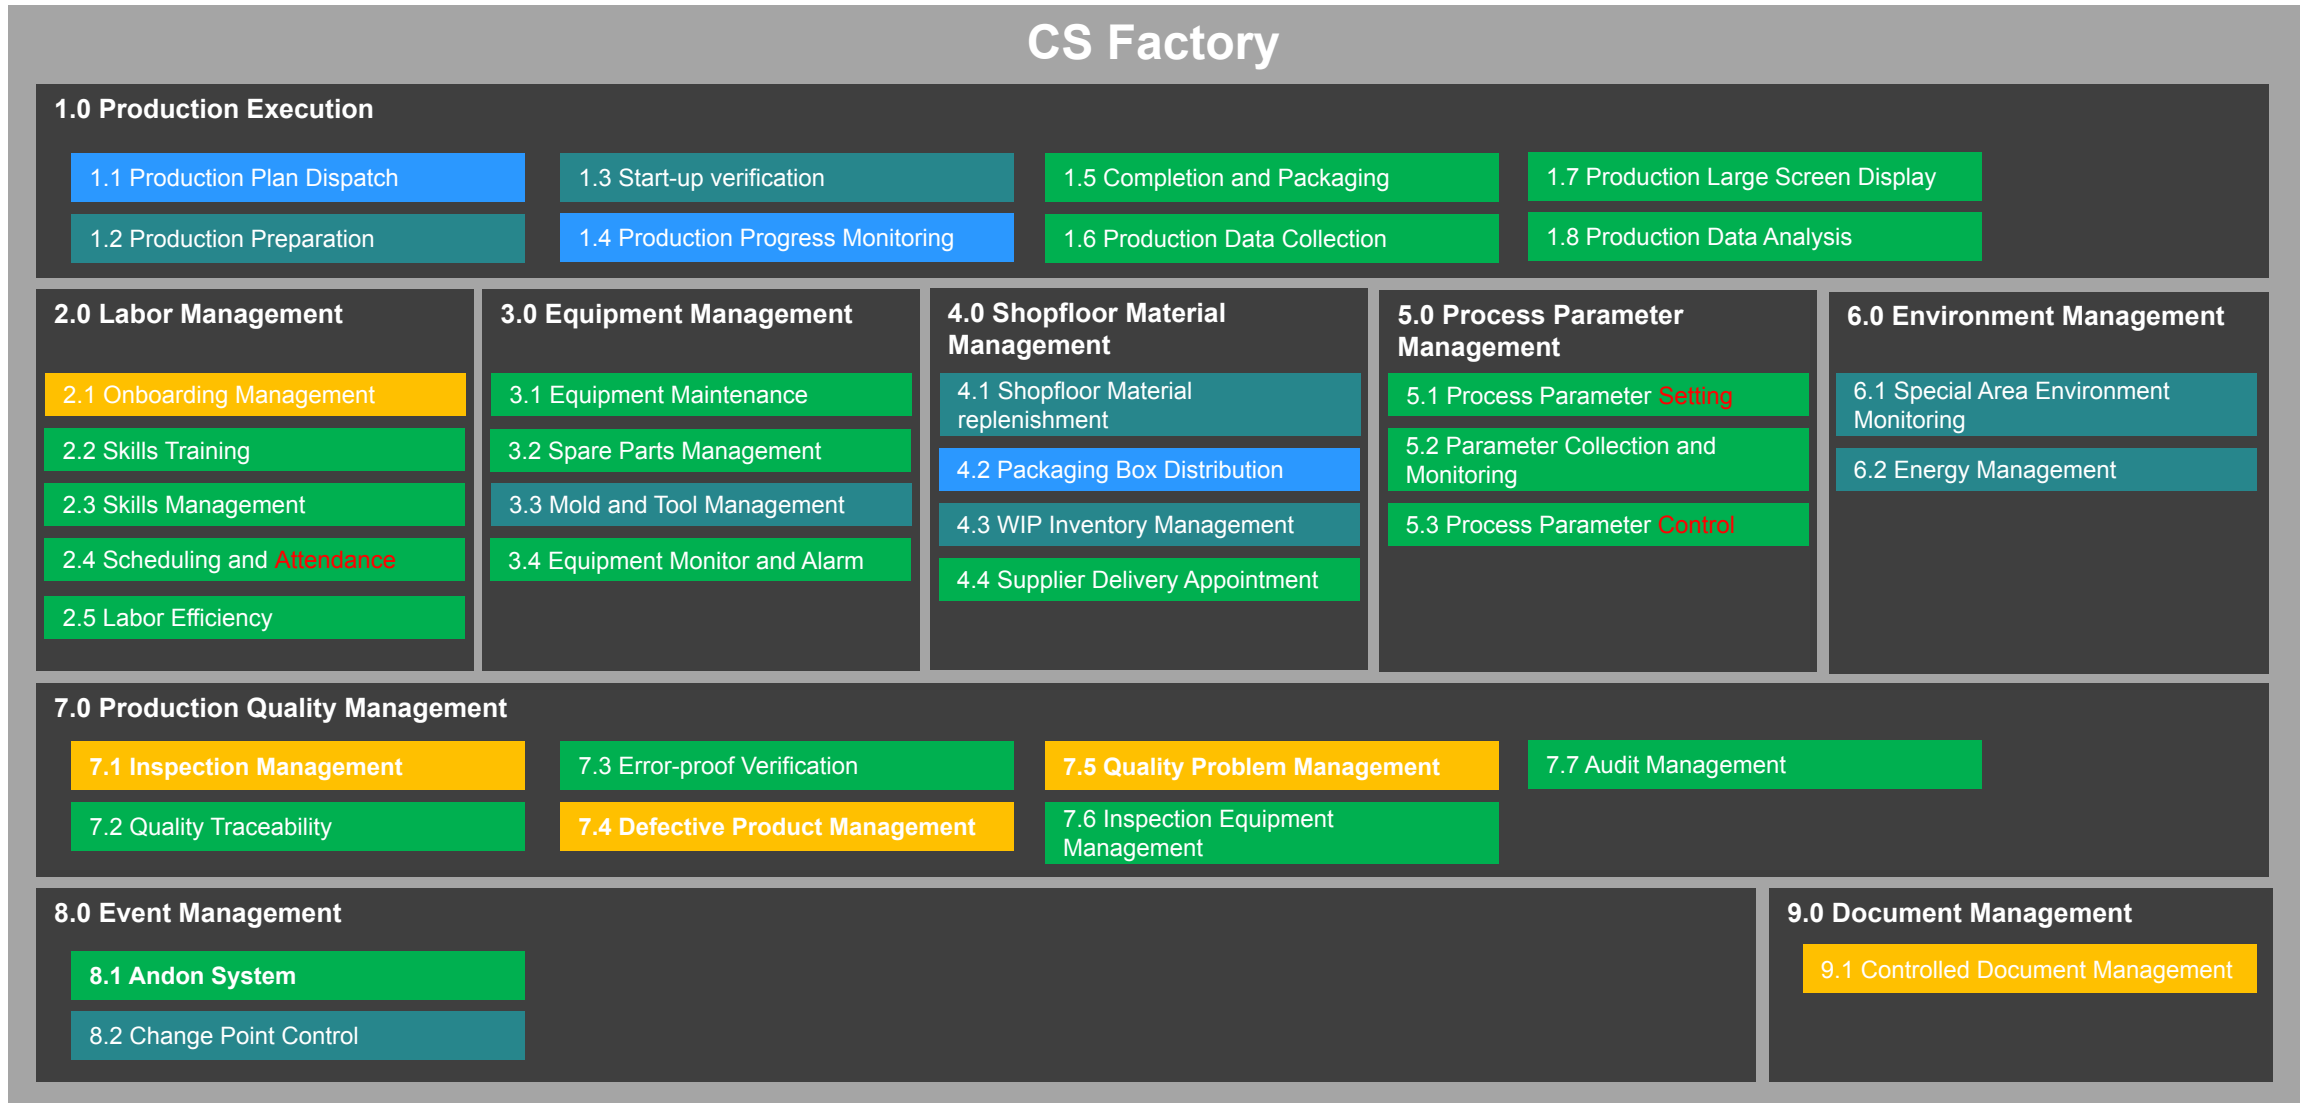 CS Factory
1.0 Production Execution
1.1 Production Plan Dispatch
1.2 Production Preparation
1.3 Start-up verification
1.4 Production Progress Monitoring
1.5 Completion and Packaging
1.6 Production Data Collection
1.7 Production Large Screen Display
1.8 Production Data Analysis
2.0 Labor Management
2.1 Onboarding Management
2.2 Skills Training
2.3 Skills Management
2.4 Scheduling and Attendance
2.5 Labor Efficiency
3.0 Equipment Management
3.1 Equipment Maintenance
3.2 Spare Parts Management
3.3 Mold and Tool Management
3.4 Equipment Monitor and Alarm
4.0 Shopfloor Material
Management
4.1 Shopfloor Material
replenishment
4.2 Packaging Box Distribution
4.3 WIP Inventory Management
4.4 Supplier Delivery Appointment
5.0 Process Parameter
Management
5.1 Process Parameter Setting
5.2 Parameter Collection and
Monitoring
5.3 Process Parameter Control
6.0 Environment Management
6.1 Special Area Environment
Monitoring
6.2 Energy Management
7.0 Production Quality Management
7.1 Inspection Management
7.2 Quality Traceability
7.3 Error-proof Verification
7.4 Defective Product Management
7.5 Quality Problem Management
7.6 Inspection Equipment
Management
7.7 Audit Management
8.0 Event Management
8.1 Andon System
8.2 Change Point Control
9.0 Document Management
9.1 Controlled Document Management